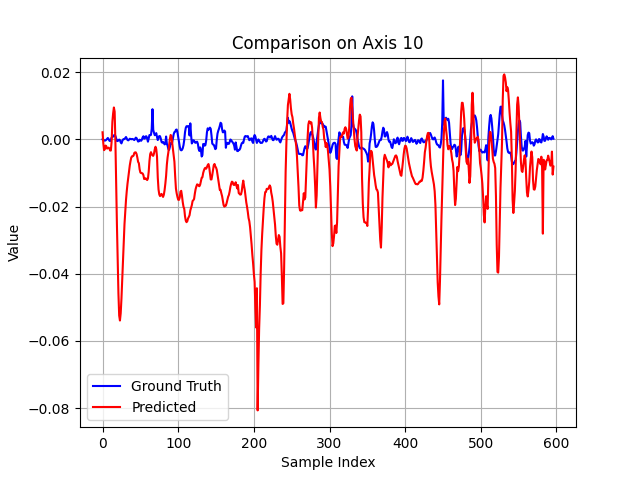 Comparison on Axis 10
Value
0.02
0.00
−0.02
−0.04
−0.06
−0.08
Ground Truth
Predicted
0 100 200 300 400 500 600
Sample Index